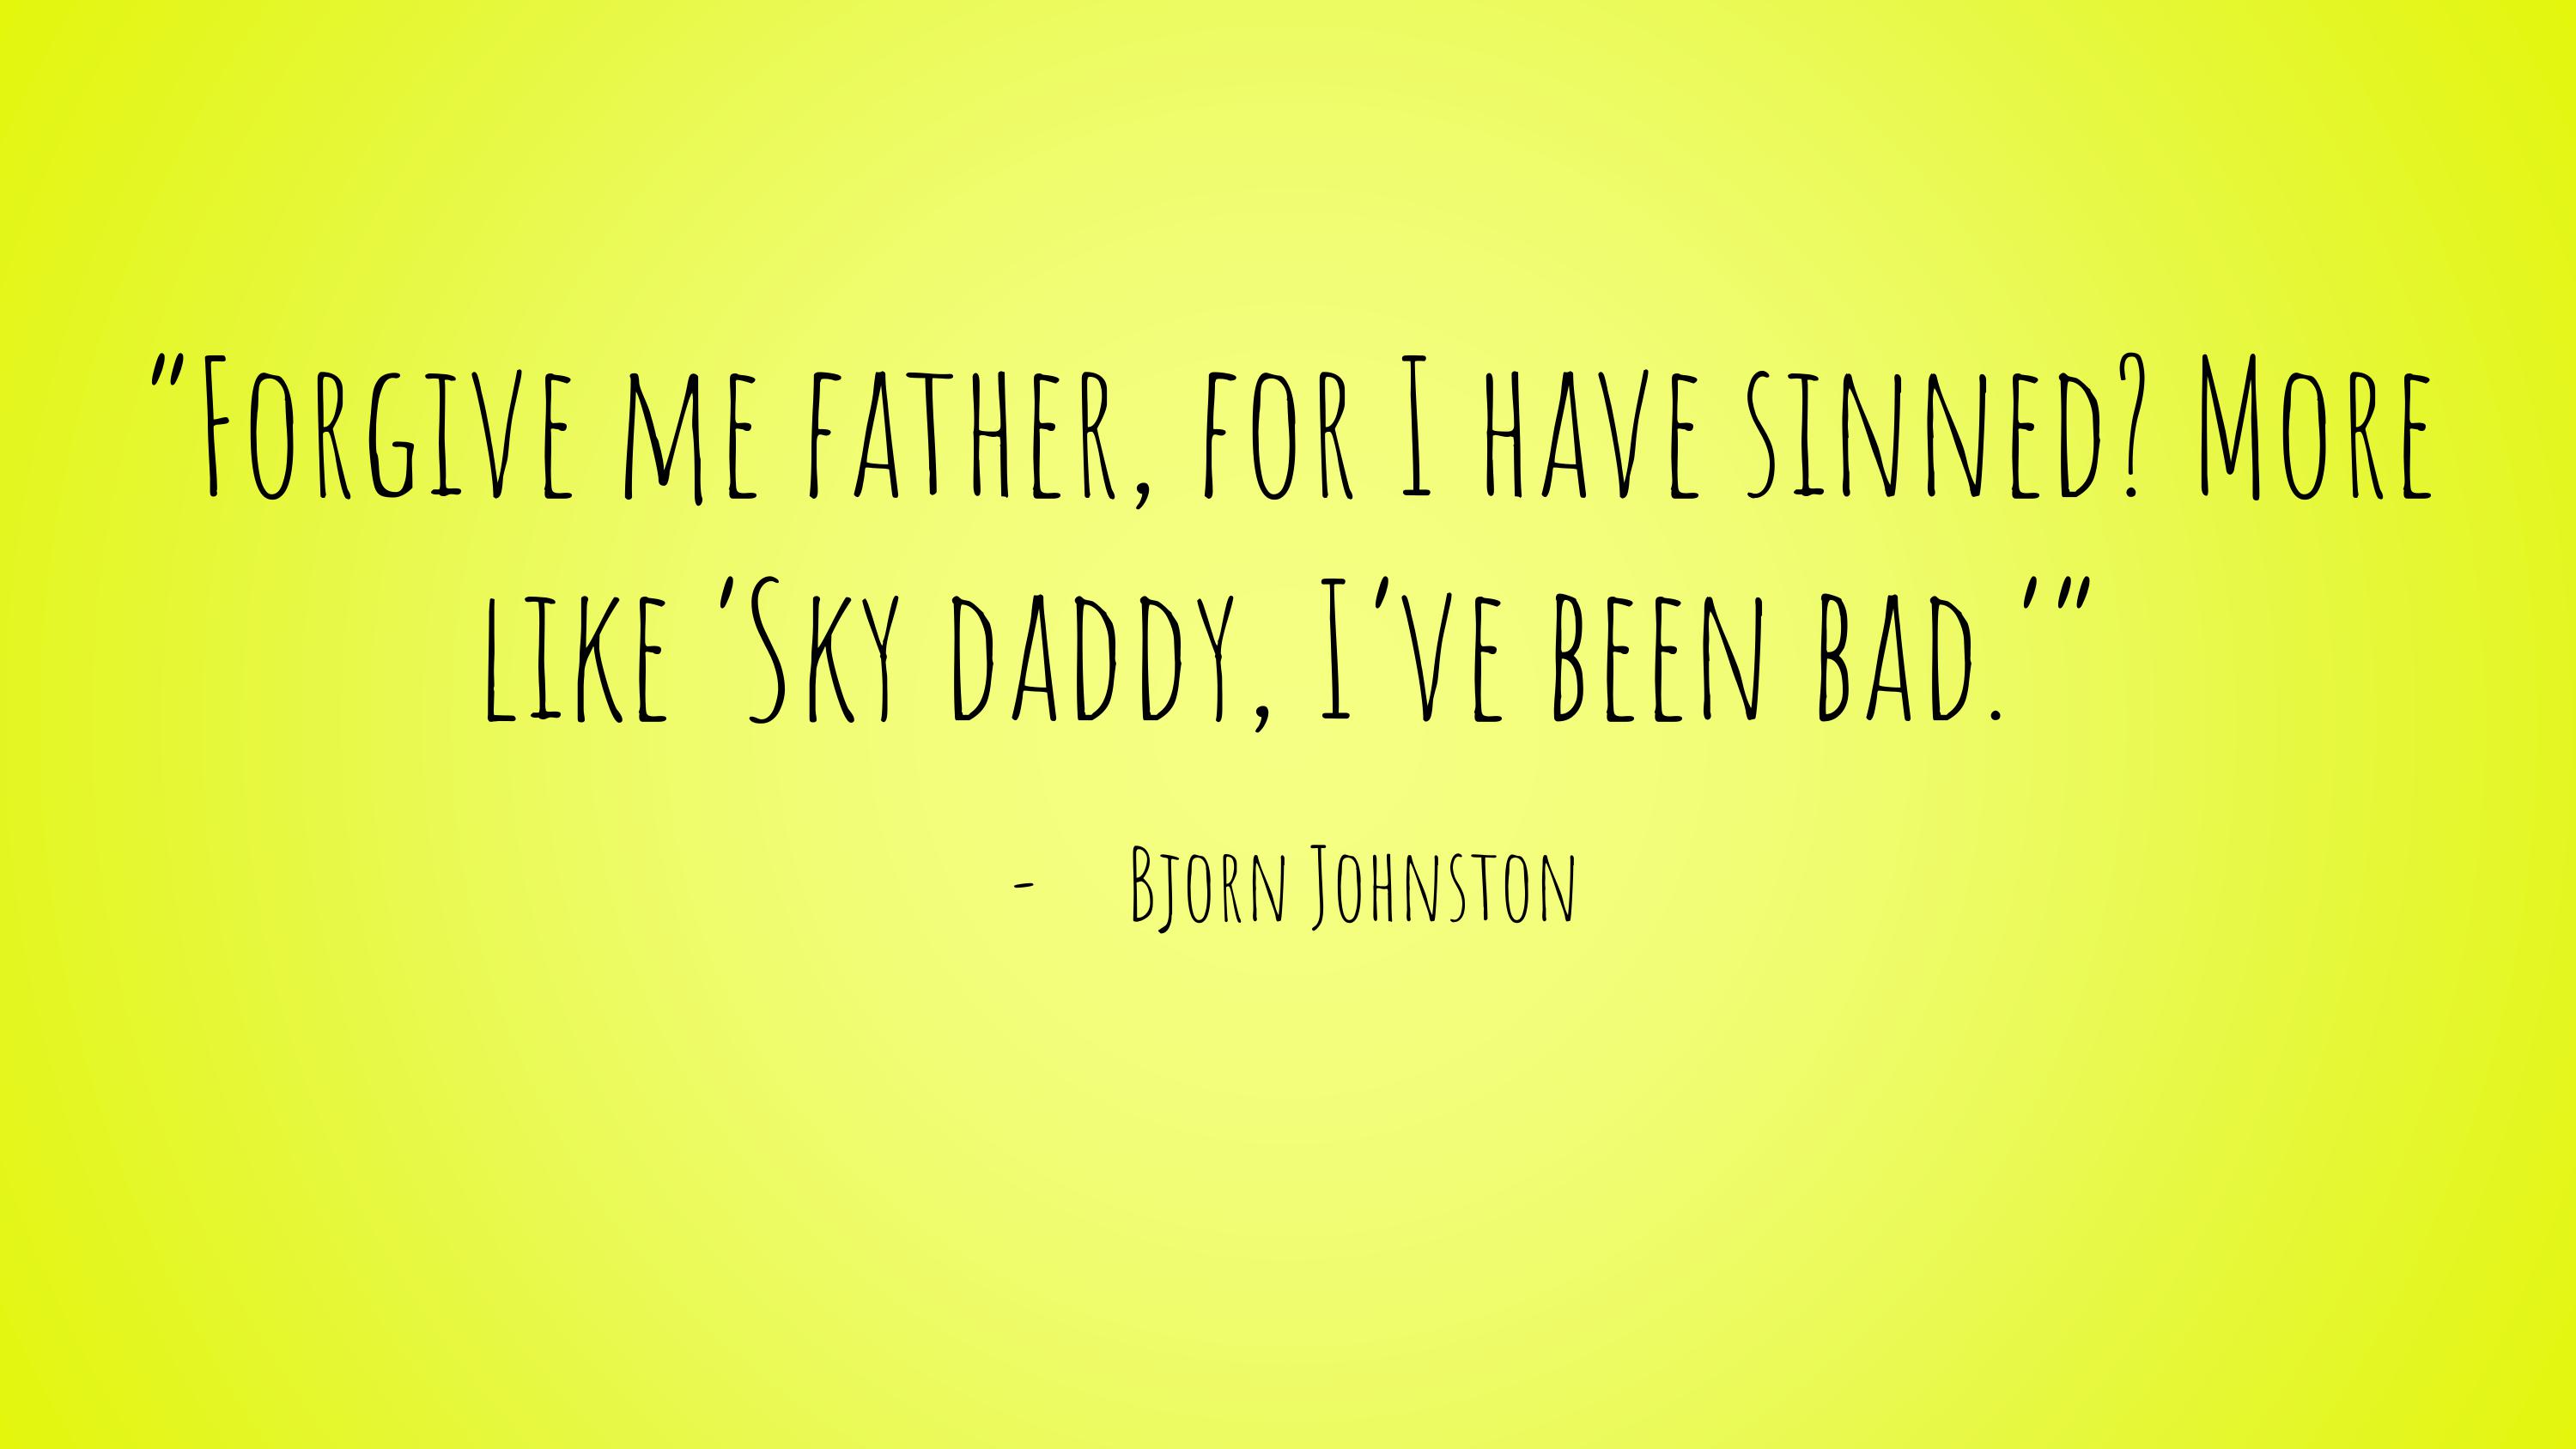 “Forgive me father, for I have sinned? More
like ‘Sky daddy, I’ve been bad.’”
- Bjorn Johnston